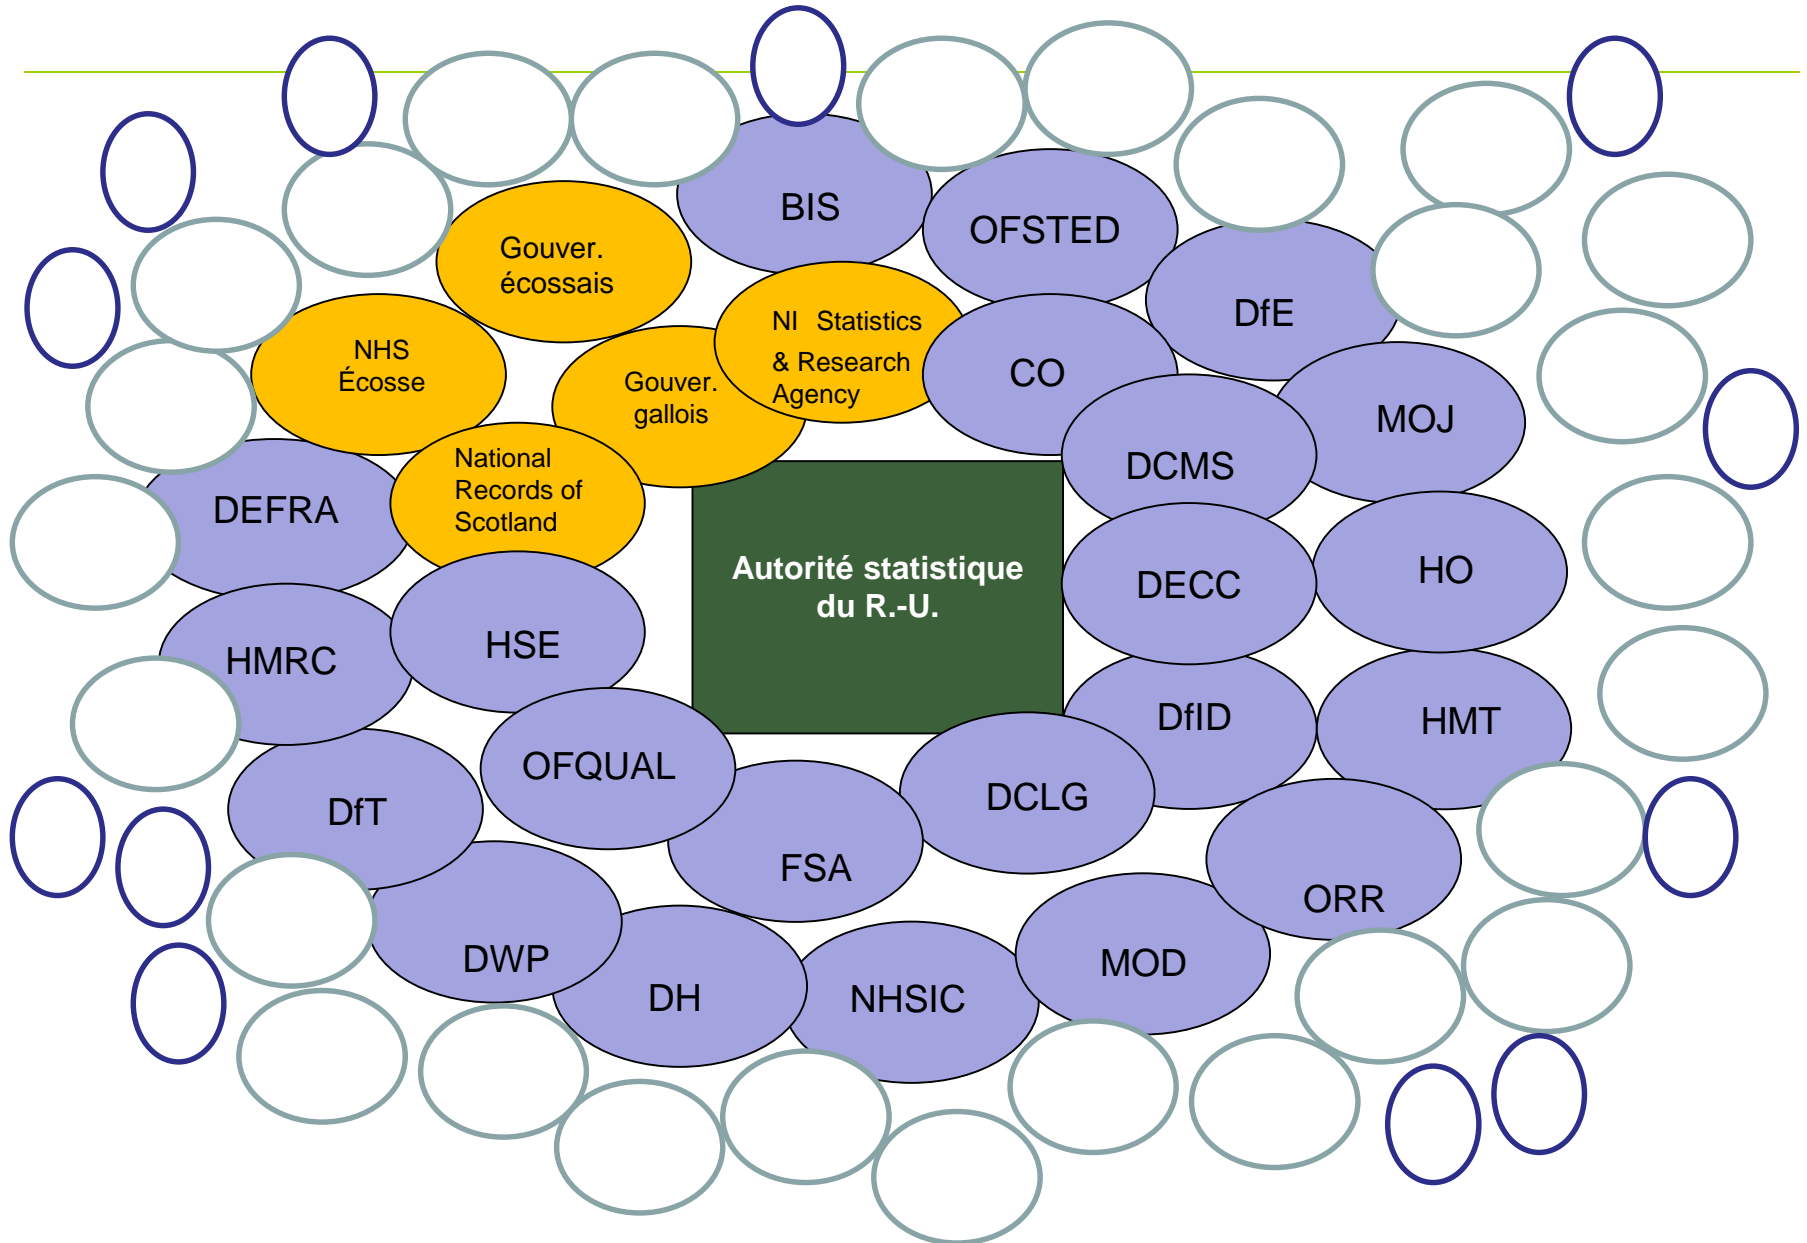 BIS
OFSTED
Gouver.
écossais
DfE
NI Statistics
& Research
Agency
NHS
Écosse
Gouver.
gallois
CO
MOJ
DCMS
National
Records of
Scotland
DEFRA
Autorité statistique
du R.-U.
DECC
HO
HSE
HMRC
DfID
HMT
OFQUAL
DCLG
DfT
FSA
ORR
DWP
MOD
DH
NHSIC